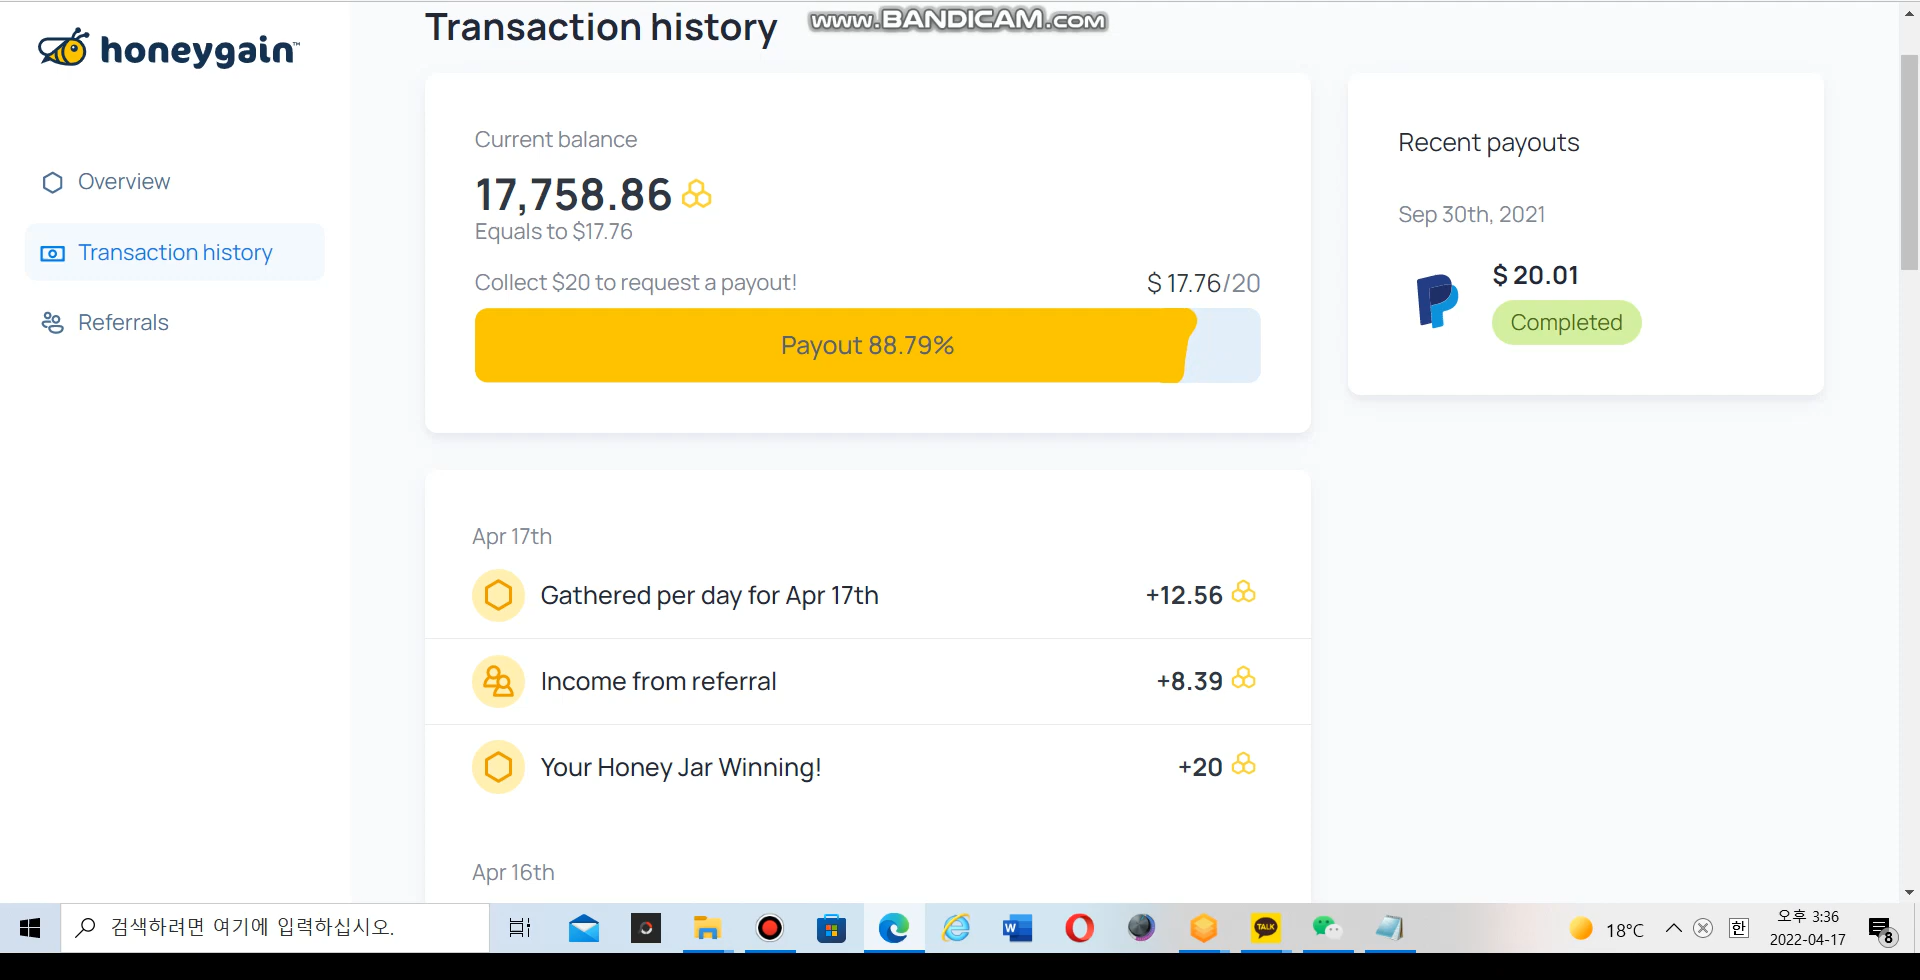 Transaction history
www.BANDICAM.com
honeygain™
Overview
Transaction history
Referrals
Current balance
17,758.86
Equals to $17.76
Collect $20 to request a payout!
$ 17.76/20
Payout 88.79%
Recent payouts
Sep 30th, 2021
$ 20.01
Completed
Apr 17th
Gathered per day for Apr 17th
+12.56
Income from referral
+8.39
Your Honey Jar Winning!
+20
Apr 16th
검색하려면 여기에 입력하십시오.
W
TALK
18°C
한
오후 3:36
2022-04-17
8